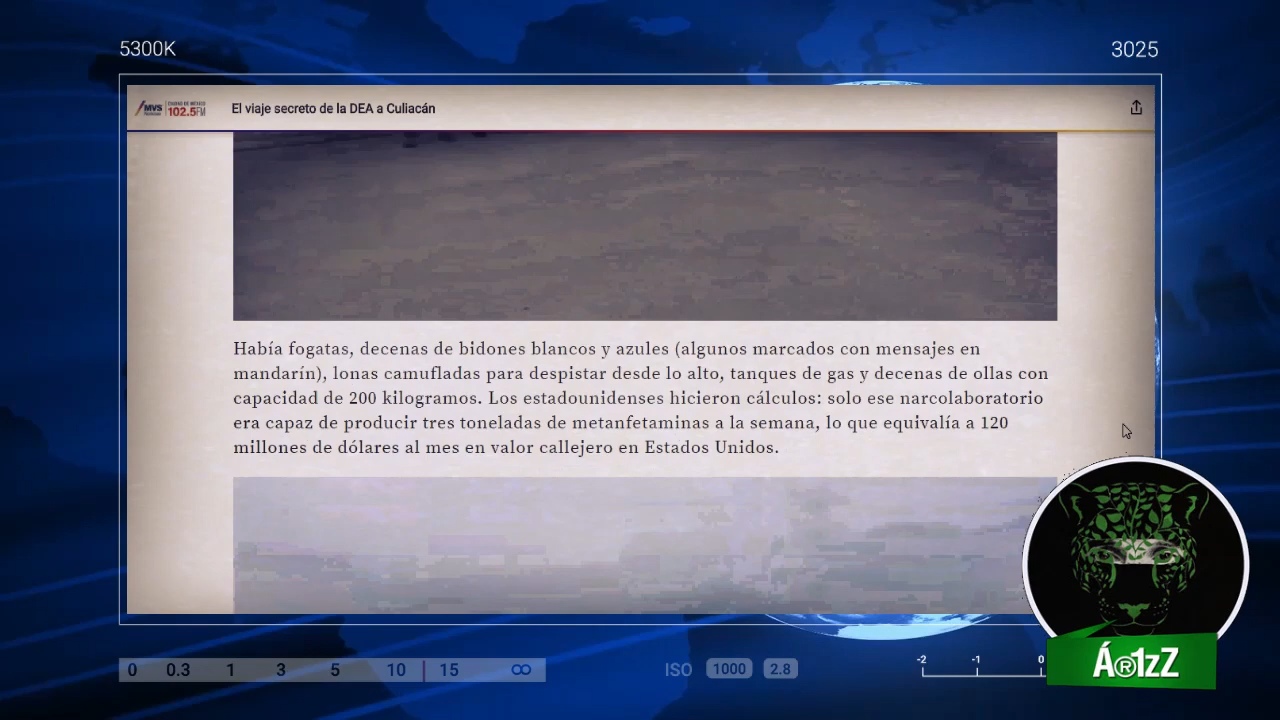 5300K
3025
MVS
CIUDAD DE MÉXICO
102.5FM
El viaje secreto de la DEA a Culiacán
Había fogatas, decenas de bidones blancos y azules (algunos marcados con mensajes en
mandarín), lonas camufladas para despistar desde lo alto, tanques de gas y decenas de ollas con
capacidad de 200 kilogramos. Los estadounidenses hicieron cálculos: solo ese narcolaboratorio
era capaz de producir tres toneladas de metanfetaminas a la semana, lo que equivalía a 120
millones de dólares al mes en valor callejero en Estados Unidos.
0 0.3 1 3 5 10 15 ∞
ISO 1000 2.8
-2 -1 0
Á®1zZ